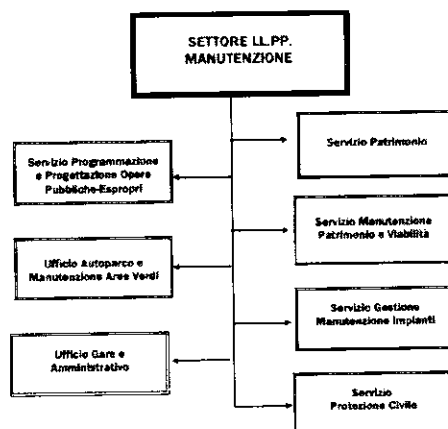 SETTORE LL.PP.
MANUTENZIONE
Servizio Programmazione
e Progettazione Opere
Pubbliche-Espropri
Servizio Patrimonio
Servizio Manutenzione
Patrimonio e Viabilità
Ufficio Autoparco e
Manutenzione Aree Verdi
Servizio Gestione
Manutenzione Impianti
Ufficio Gare e
Amministrativo
Servizio
Protezione Civile